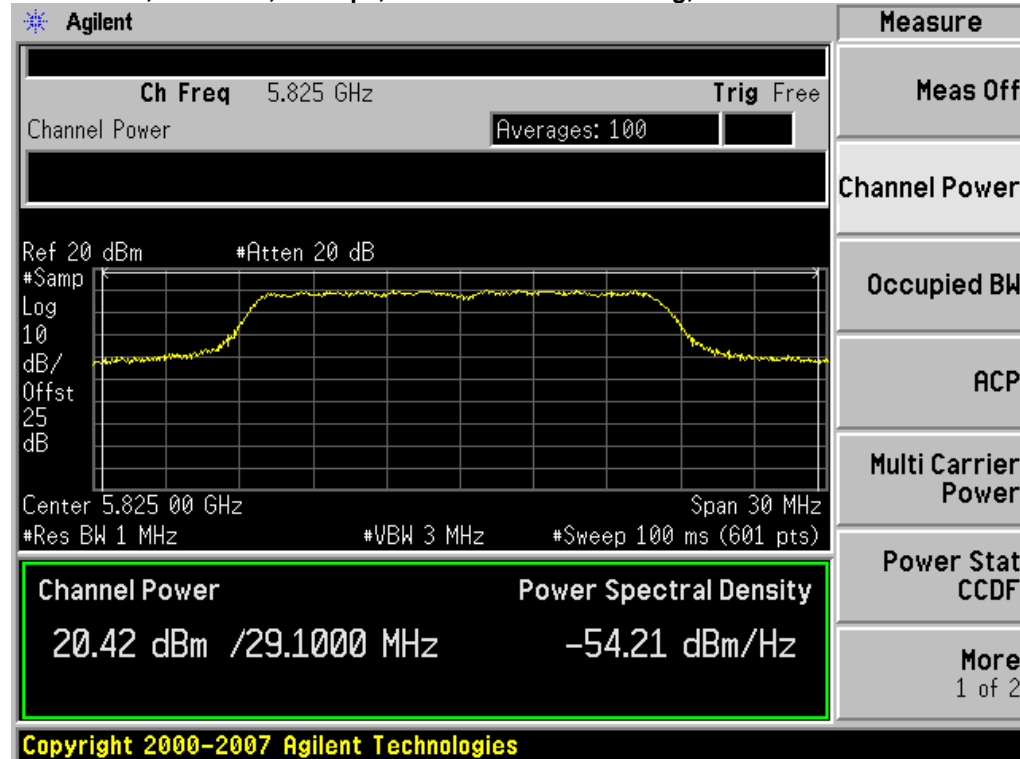 Agilent
Measure
Ch Freq 5.825 GHz Trig Free
Channel Power Averages: 100
Ref 20 dBm #Atten 20 dB
#Samp
Log
10
dB/
Offst
25
dB
Center 5.825 00 GHz Span 30 MHz
#Res BW 1 MHz #VBW 3 MHz #Sweep 100 ms (601 pts)
Channel Power Power Spectral Density
20.42 dBm /29.1000 MHz -54.21 dBm/Hz
Meas Off
Channel Power
Occupied BW
ACP
Multi Carrier
Power
Power Stat
CCDF
More
1 of 2
Copyright 2000-2007 Agilent Technologies